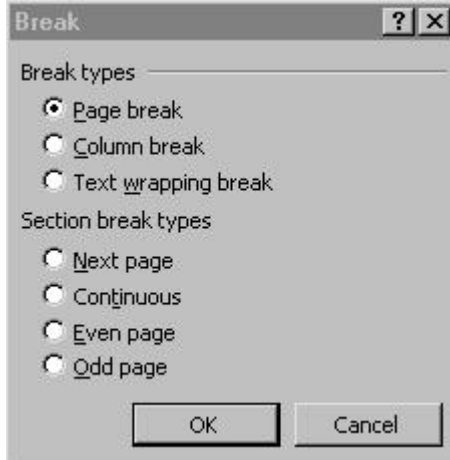 Break
Break types
Page break
Column break
Text wrapping break
Section break types
Next page
Continuous
Even page
Odd page
OK Cancel